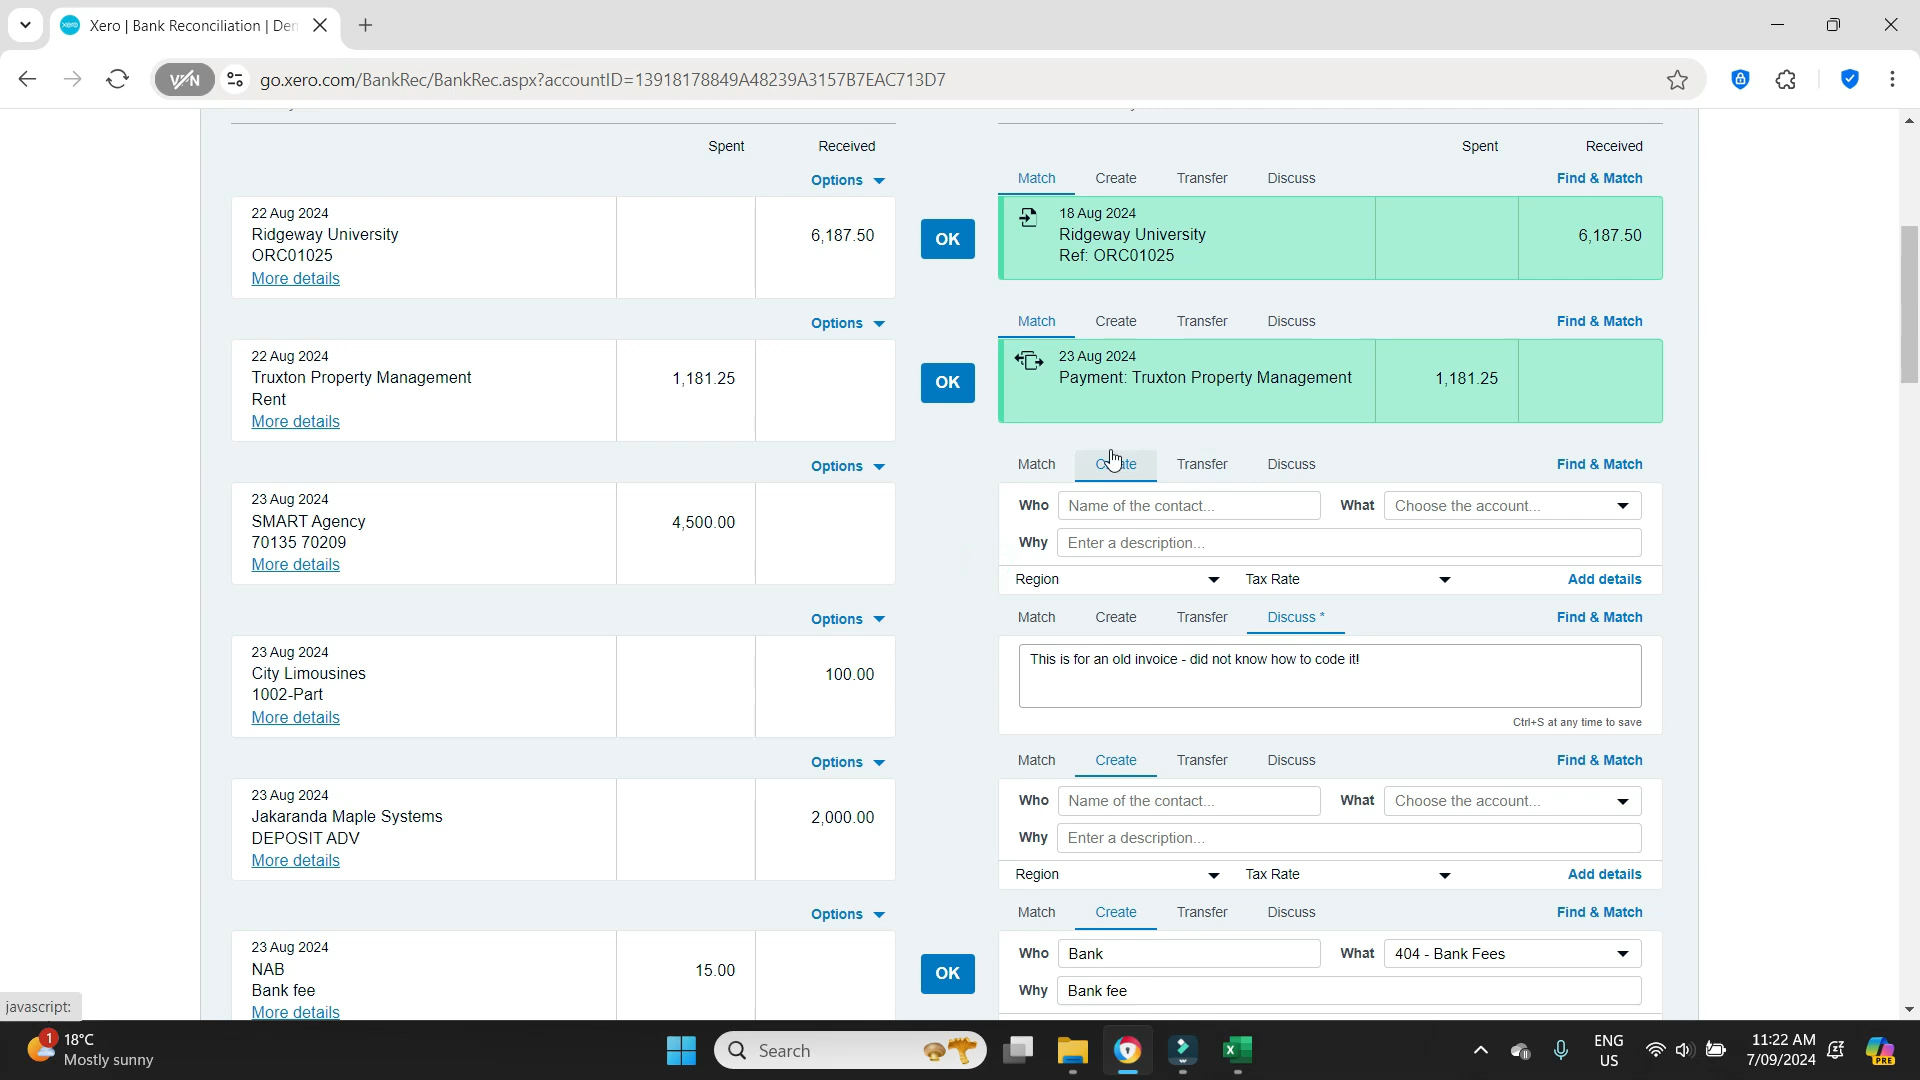 Xero | Bank Reconciliation | Den
VPN
go.xero.com/BankRec/BankRec.aspx?accountID=13918178849A48239A3157B7EAC713D7
Spent Received Spent Received
Options Match Create Transfer Discuss Find & Match
22 Aug 2024
Ridgeway University
ORC01025
More details
6,187.50
OK
18 Aug 2024
Ridgeway University
Ref: ORC01025
6,187.50
Options Match Create Transfer Discuss Find & Match
22 Aug 2024
Truxton Property Management
Rent
More details
1,181.25
OK
23 Aug 2024
Payment: Truxton Property Management
1,181.25
Options Match Create Transfer Discuss Find & Match
23 Aug 2024
SMART Agency
70135 70209
More details
4,500.00
Who Name of the contact... What Choose the account...
Why Enter a description...
Region Tax Rate Add details
Options Match Create Transfer Discuss * Find & Match
23 Aug 2024
City Limousines
1002-Part
More details
100.00
This is for an old invoice - did not know how to code it!
Ctrl+S at any time to save
Options Match Create Transfer Discuss Find & Match
23 Aug 2024
Jakaranda Maple Systems
DEPOSIT ADV
More details
2,000.00
Who Name of the contact... What Choose the account...
Why Enter a description...
Region Tax Rate Add details
Options Match Create Transfer Discuss Find & Match
23 Aug 2024
NAB
Bank fee
More details
15.00
OK
Who Bank What 404 - Bank Fees
Why Bank fee
javascript:
1
18°C
Mostly sunny
Search
ENG
US
11:22 AM
7/09/2024
PRE